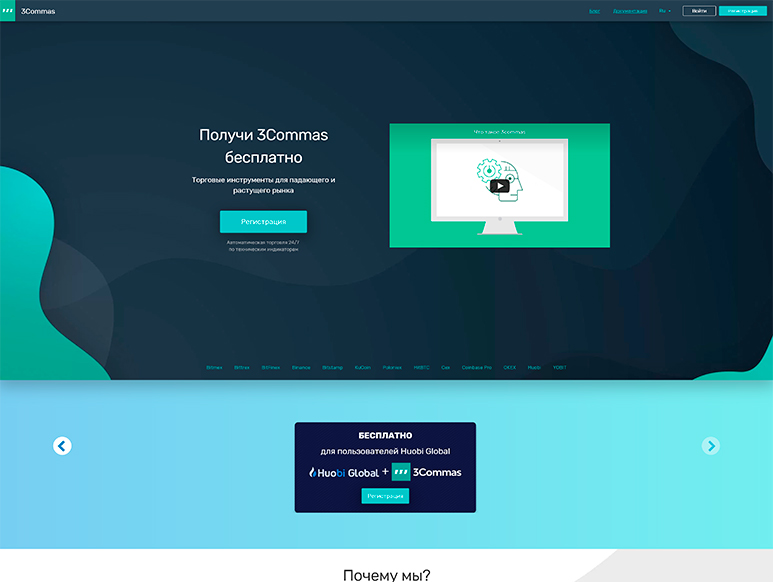 3Commas
Блог
Документация
RU
Войти
Регистрация
Получи 3Commas
бесплатно
Торговые инструменты для падающего и
растущего рынка
Регистрация
Автоматическая торговля 24/7
по техническим индикаторам
Что такое 3commas
Bitmex Bittrex Bitfinex Binance Bitstamp KuCoin Poloniex HitBTC Cex Coinbase Pro OKEX Huobi YOBIT
БЕСПЛАТНО
для пользователей Huobi Global
Huobi Global + 3Commas
Регистрация
Почему мы?